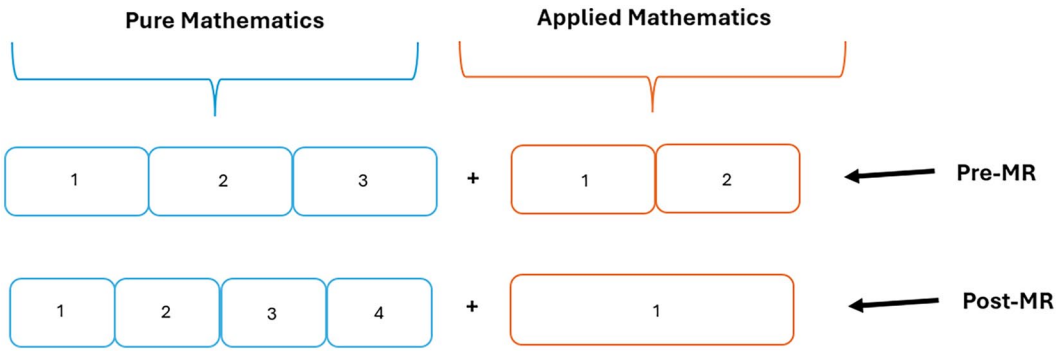 Pure Mathematics
Applied Mathematics
1 2 3 + 1 2 Pre-MR
1 2 3 4 + 1 Post-MR